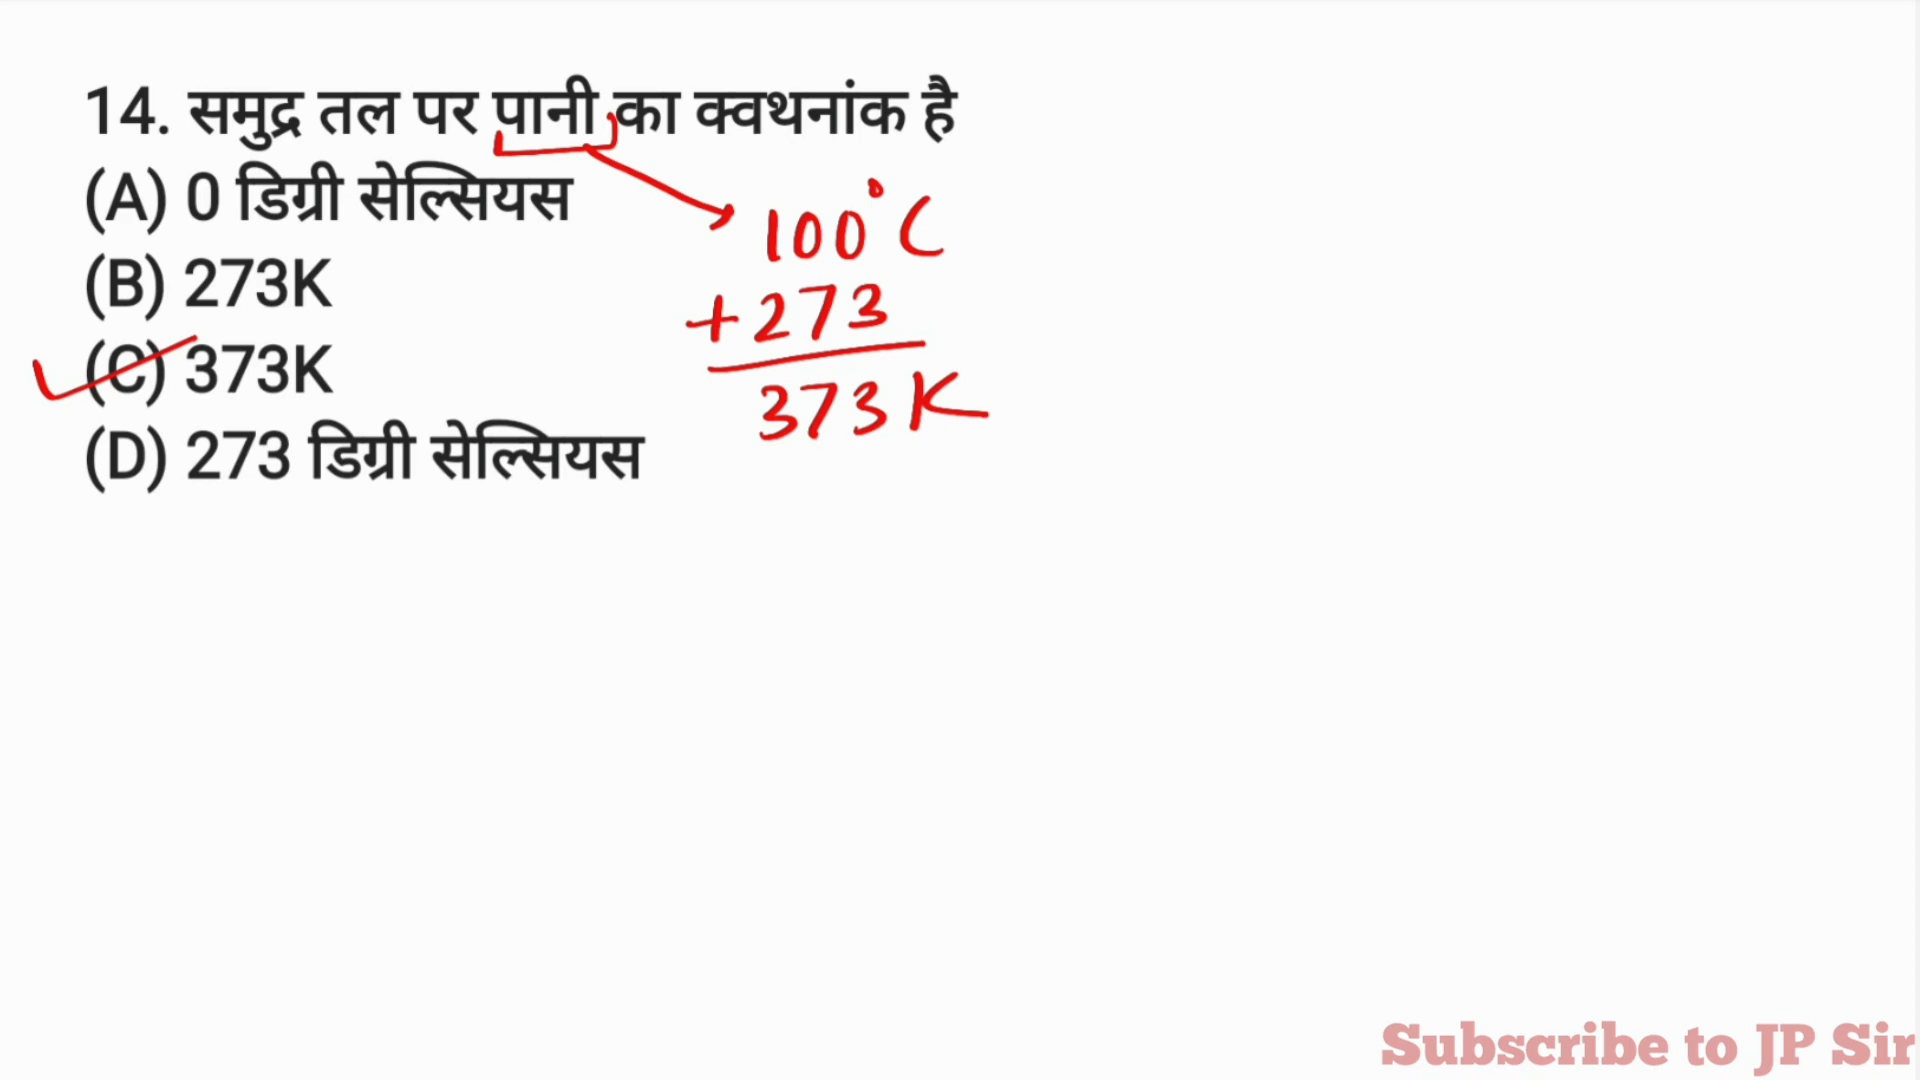 14. समुद्र तल पर पानी का क्वथनांक है
(A) 0 डिग्री सेल्सियस
100°C
(B) 273K
+273
(C) 373K
373K
(D) 273 डिग्री सेल्सियस
Subscribe to JP Sir